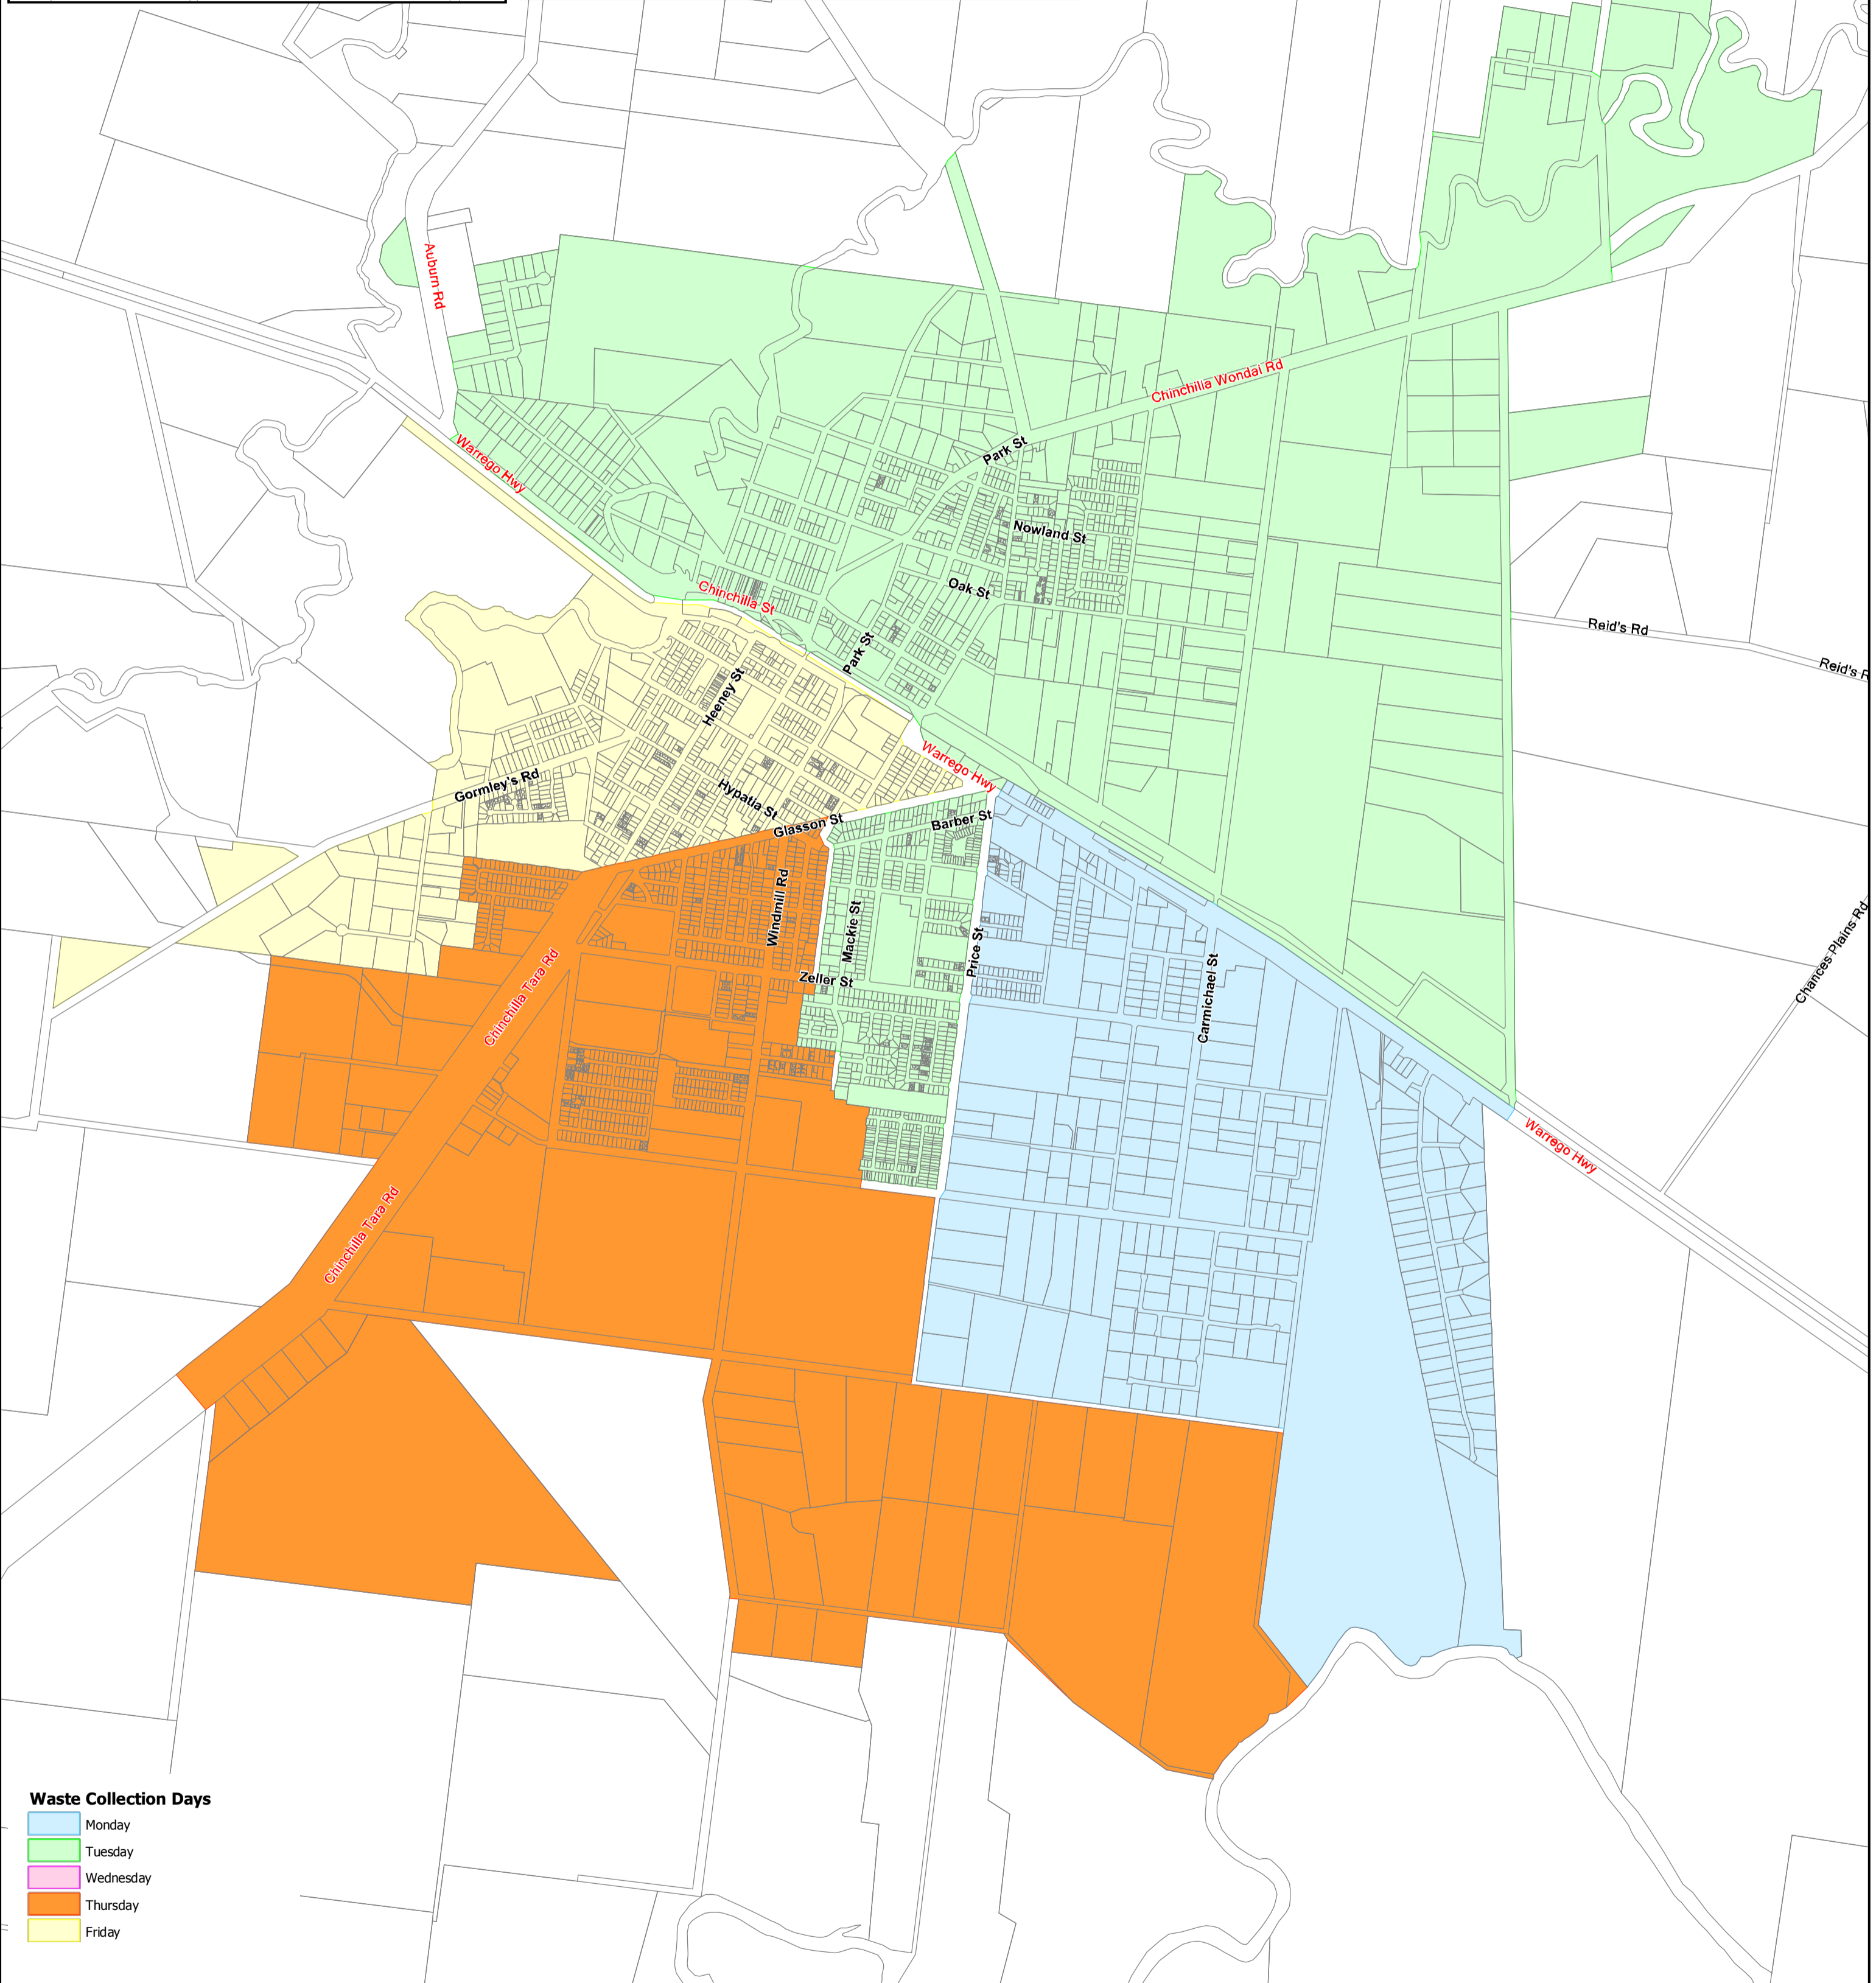 Auburn Rd
Chinchilla Wondai Rd
Park St
Warrego Hwy
Nowland St
Oak St
Chinchilla St
Reid's Rd
Park St
Reid's R
Heeney St
Warrego Hwy
Gormley's Rd
Hypatia St
Glasson St
Barber St
Windmill Rd
Mackie St
Price St
Chances Plains Rd
Zeller St
Carmichael St
Chinchilla Tara Rd
Warrego Hwy
Chinchilla Tara Rd
Waste Collection Days
Monday
Tuesday
Wednesday
Thursday
Friday